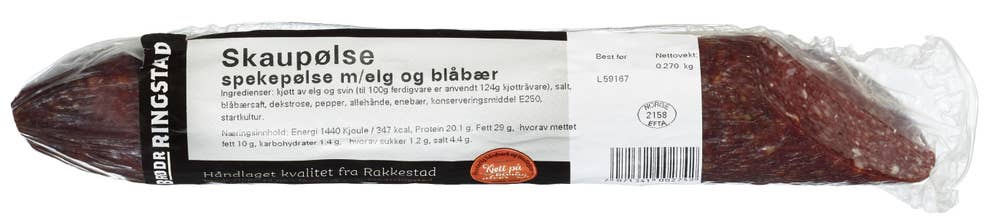 BRØDR
RINGSTAD
Skaupølse
spekepølse m/elg og blåbær
Ingredienser: kjøtt av elg og svin (til 100g ferdigvare er anvendt 124g kjøttråvare), salt,
blåbærsaft, dekstrose, pepper, allehånde, enebær, konserveringsmiddel E250,
startkultur.
Næringsinnhold: Energi 1440 Kjoule / 347 kcal, Protein 20.1 g. Fett 29 g, hvorav mettet
fett 10 g, karbohydrater 1.4 g, hvorav sukker 1.2 g, salt 4.4 g.
Håndlaget kvalitet fra Rakkestad
Kjøtt på
Best før
Nettovekt:
0.270 kg.
L59167
NORGE
2158
EFTA